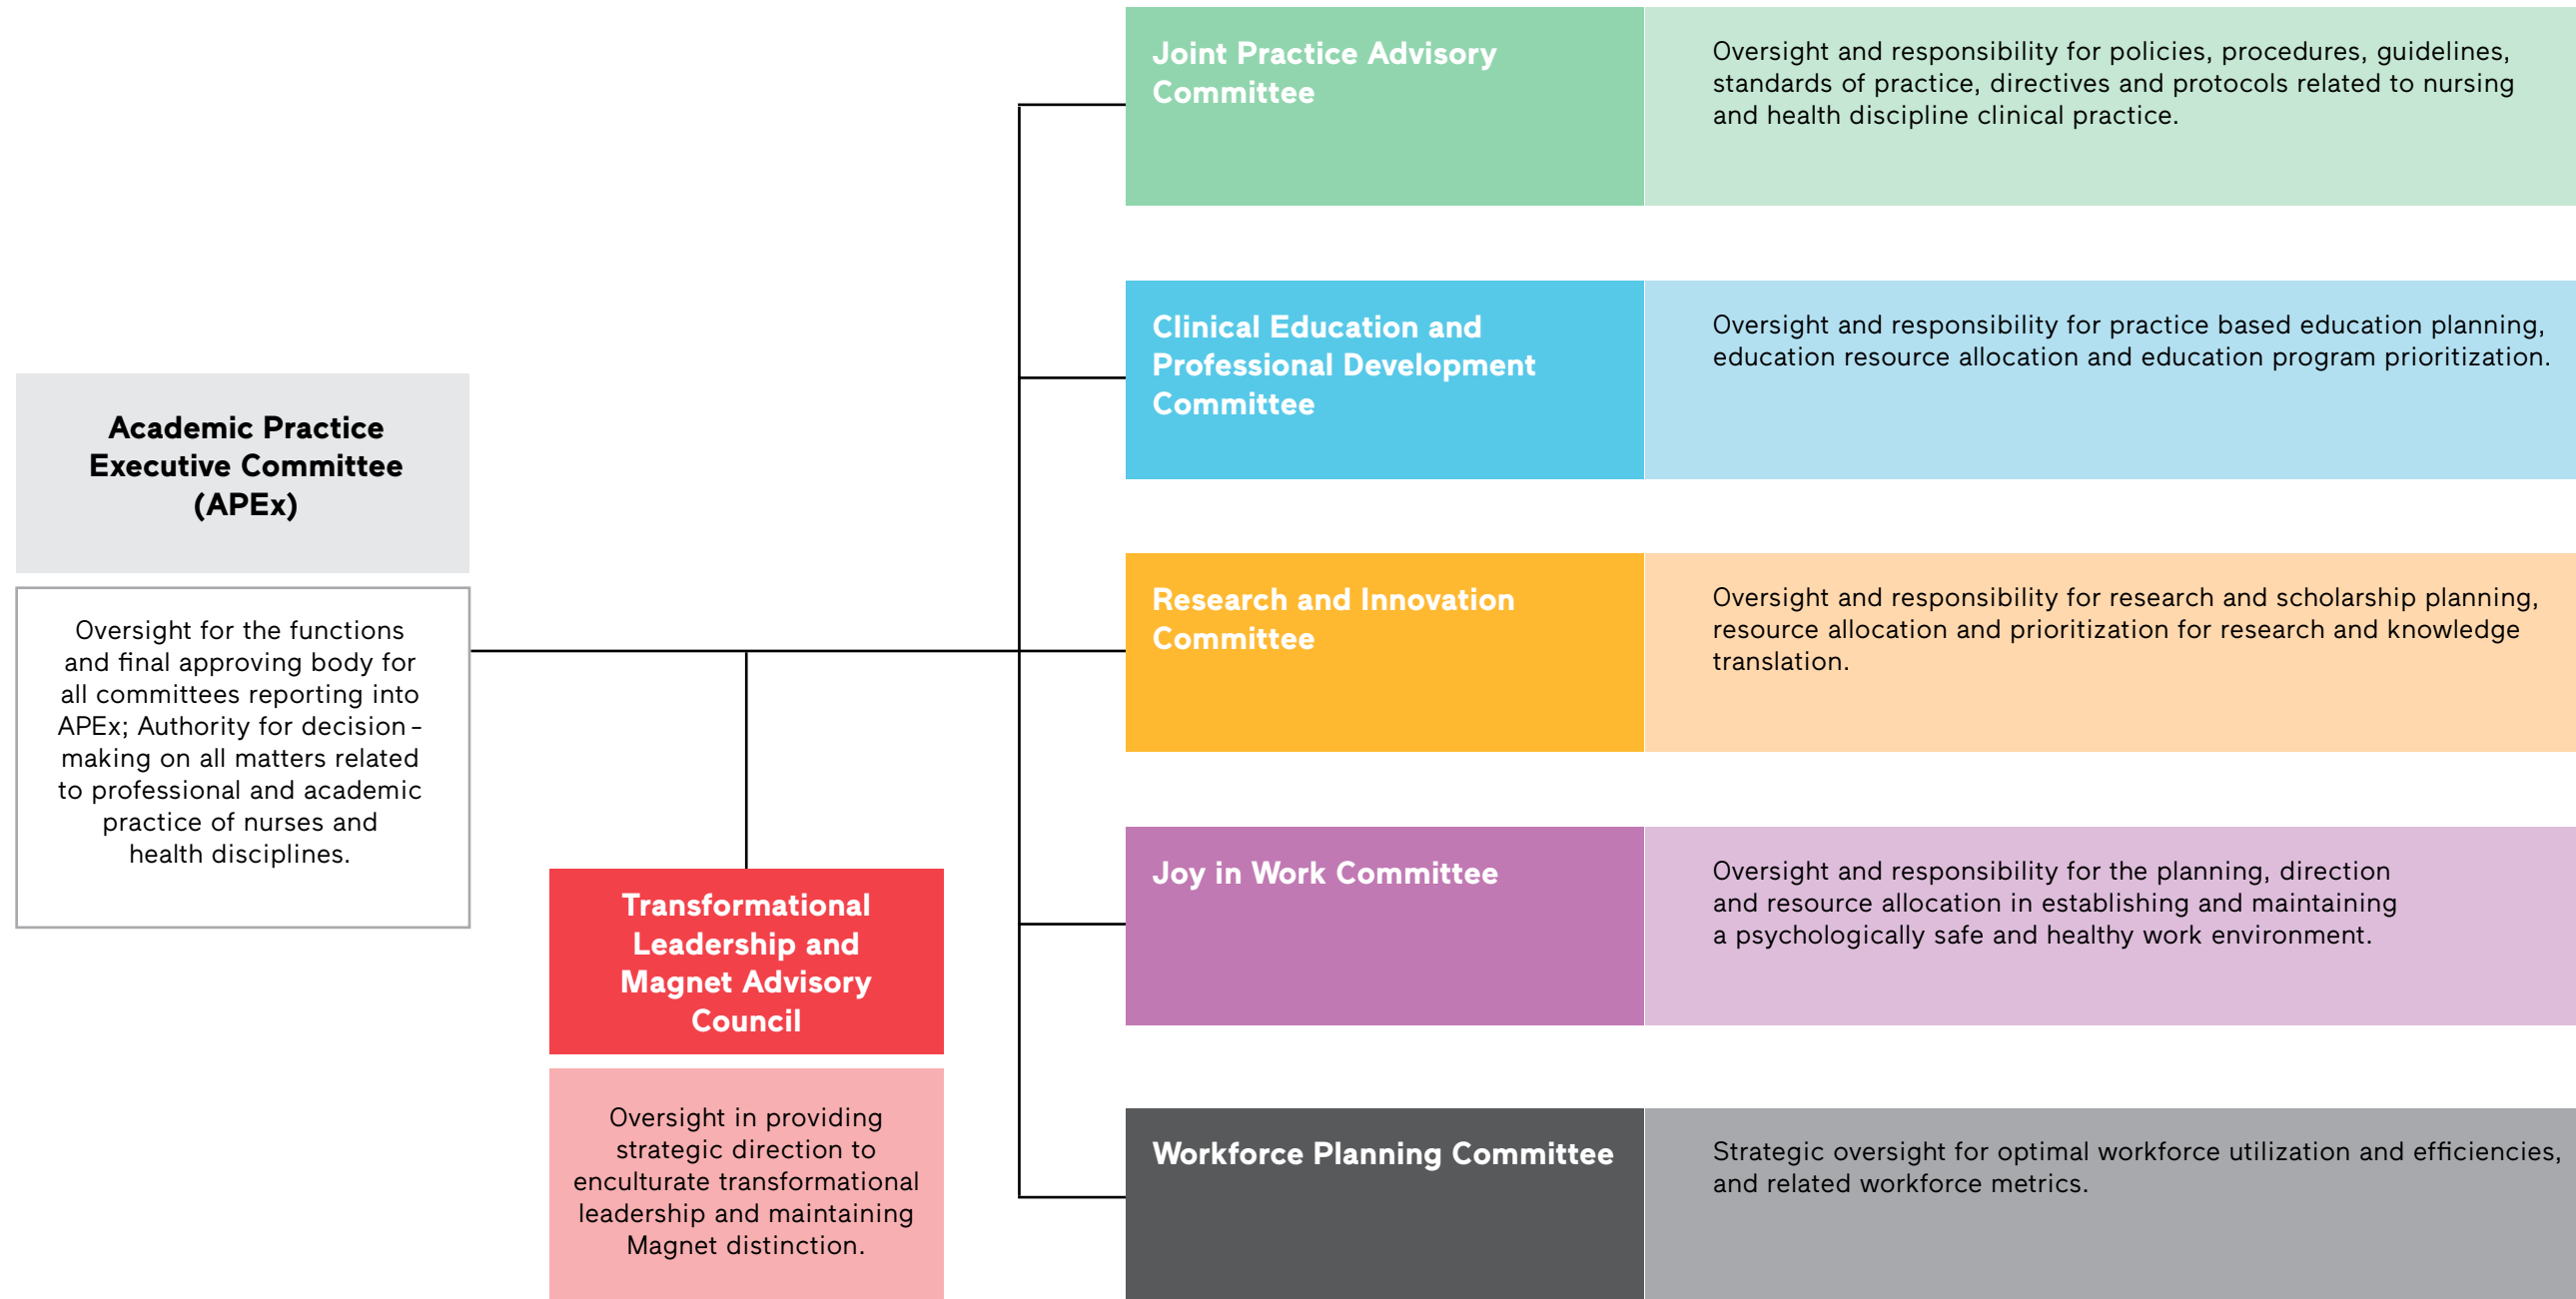 Academic Practice
Executive Committee
(APEx)
Oversight for the functions
and final approving body for
all committees reporting into
APEx; Authority for decision-
making on all matters related
to professional and academic
practice of nurses and
health disciplines.
Transformational
Leadership and
Magnet Advisory
Council
Oversight in providing
strategic direction to
enculturate transformational
leadership and maintaining
Magnet distinction.
Joint Practice Advisory
Committee
Oversight and responsibility for policies, procedures, guidelines,
standards of practice, directives and protocols related to nursing
and health discipline clinical practice.
Clinical Education and
Professional Development
Committee
Oversight and responsibility for practice based education planning,
education resource allocation and education program prioritization.
Research and Innovation
Committee
Oversight and responsibility for research and scholarship planning,
resource allocation and prioritization for research and knowledge
translation.
Joy in Work Committee
Oversight and responsibility for the planning, direction
and resource allocation in establishing and maintaining
a psychologically safe and healthy work environment.
Workforce Planning Committee
Strategic oversight for optimal workforce utilization and efficiencies,
and related workforce metrics.